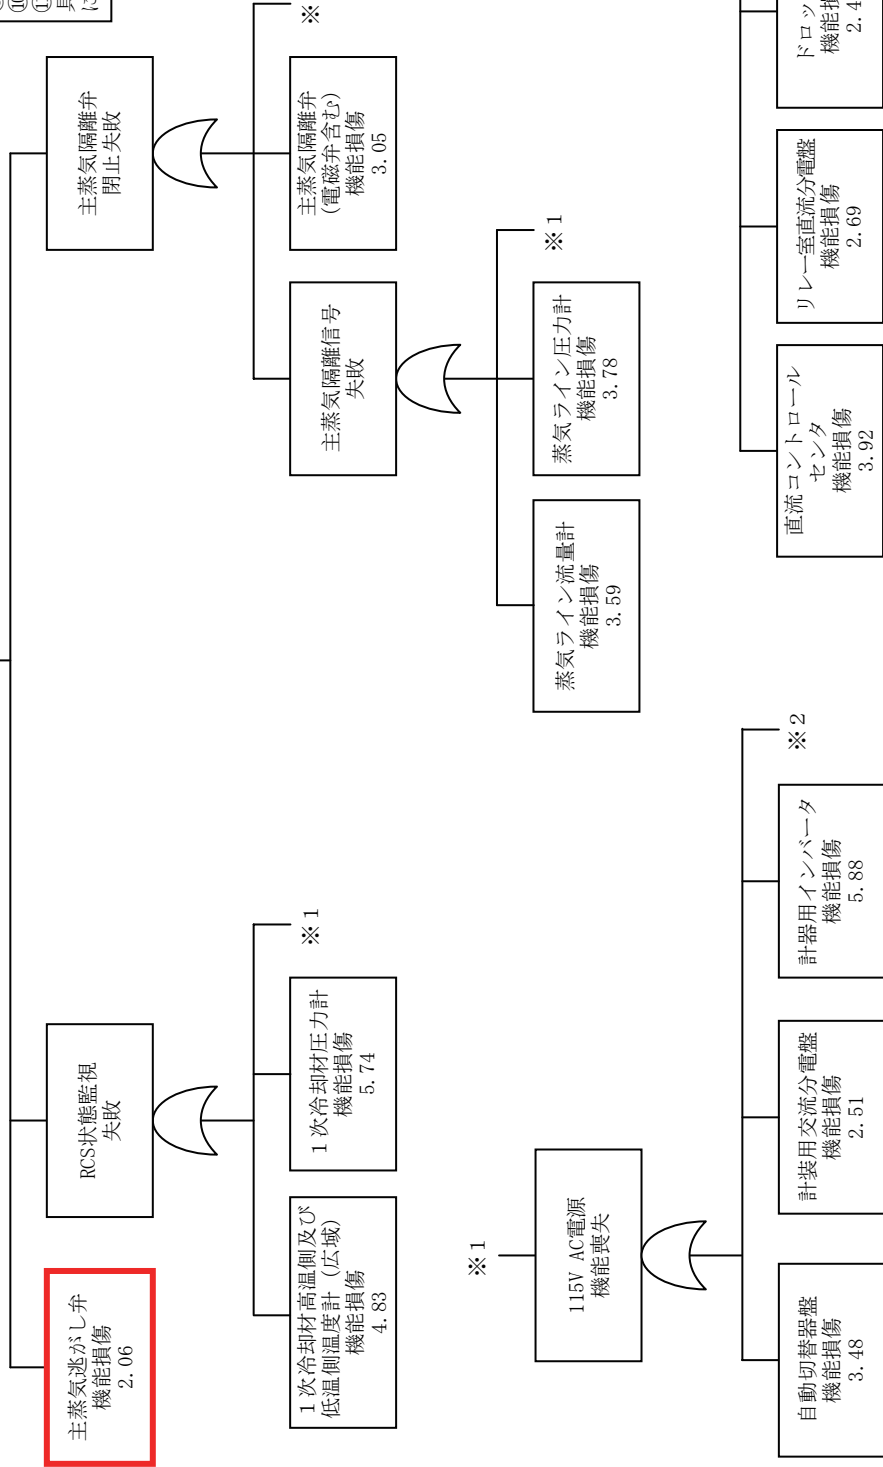 主蒸気逃がし弁
機能損傷
2.06
RCS状態監視
失敗
主蒸気隔離弁
閉止失敗
1次冷却材高温側及び
低温側温度計（広域）
機能損傷
4.83
1次冷却材圧力計
機能損傷
5.74
※1
主蒸気隔離信号
失敗
主蒸気隔離弁
(電磁弁含む)
機能損傷
3.05
※
蒸気ライン流量計
機能損傷
3.59
蒸気ライン圧力計
機能損傷
3.78
※1
※1
115V AC電源
機能喪失
自動切替器盤
機能損傷
3.48
計装用交流分電盤
機能損傷
2.51
計器用インバータ
機能損傷
5.88
※2
直流コントロール
センタ
機能損傷
3.92
リレー室直流分電盤
機能損傷
2.69
ドロッ
機能損
2.4
⑩
に